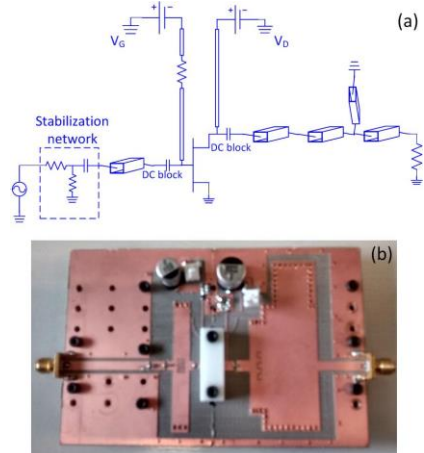 (a)
V_G
V_D
Stabilization
network
DC block
DC block
(b)